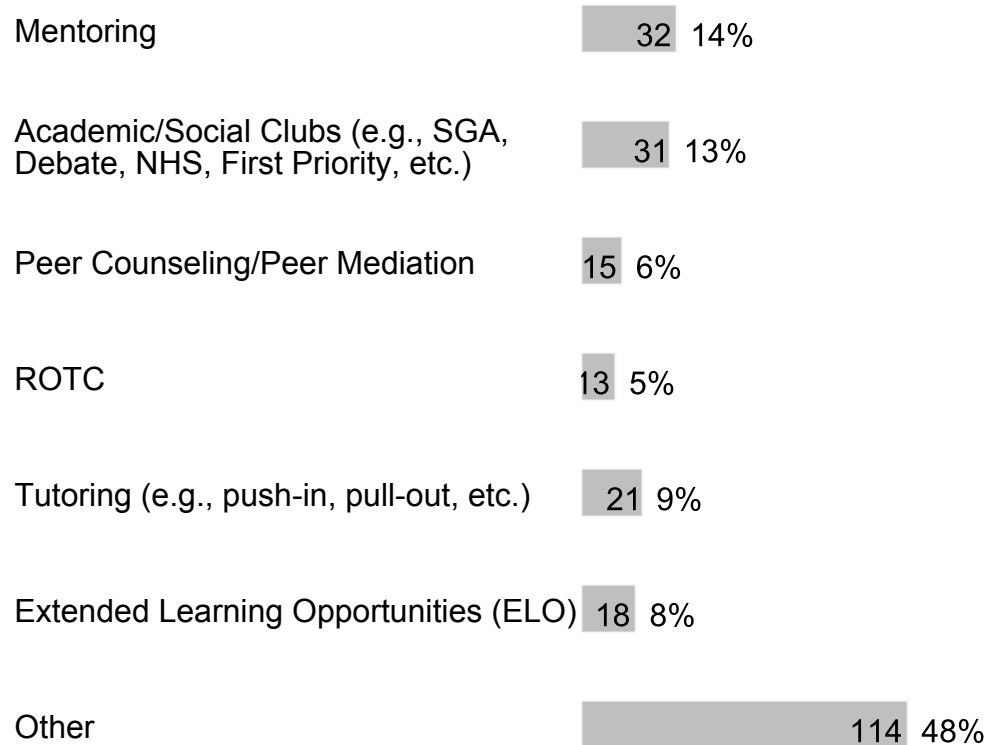 Mentoring 32 14%
Academic/Social Clubs (e.g., SGA,
Debate, NHS, First Priority, etc.) 31 13%
Peer Counseling/Peer Mediation 15 6%
ROTC 13 5%
Tutoring (e.g., push-in, pull-out, etc.) 21 9%
Extended Learning Opportunities (ELO) 18 8%
Other 114 48%